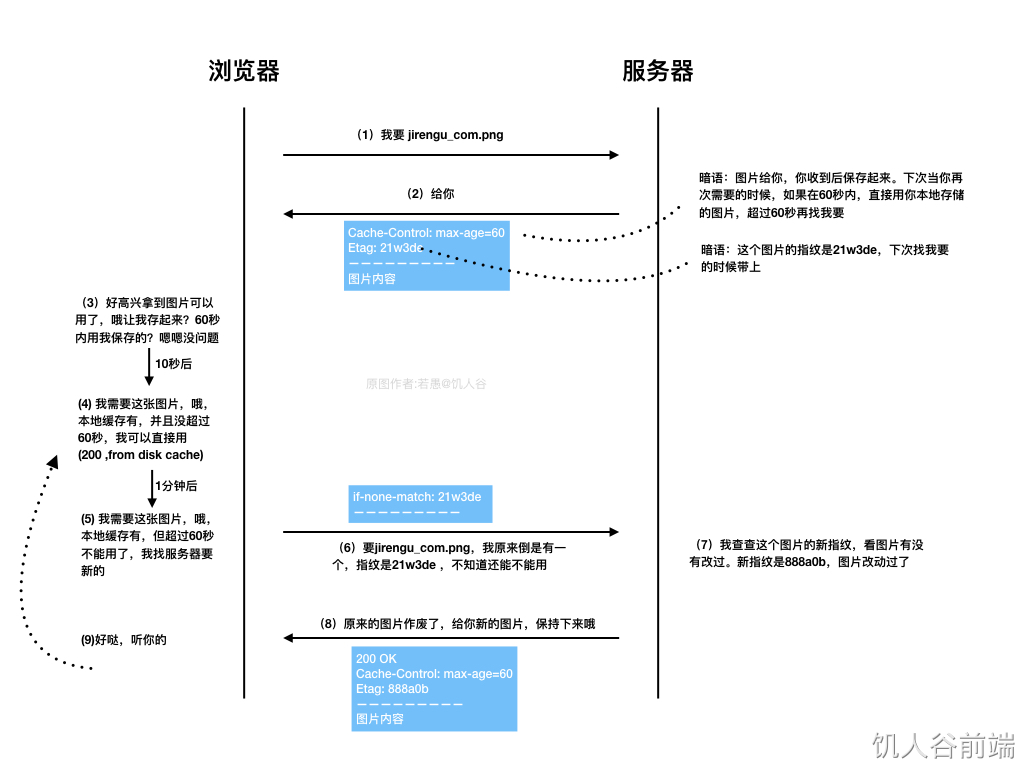 浏览器
服务器
（1）我要 jirengu_com.png
（2）给你
暗语：图片给你，你收到后保存起来。下次当你再
次需要的时候，如果在60秒内，直接用你本地存储
的图片，超过60秒再找我要
Cache-Control: max-age=60
Etag: 21w3de
—————————
图片内容
暗语：这个图片的指纹是21w3de，下次找我要
的时候带上
（3）好高兴拿到图片可以
用了，哦让我存起来？60秒
内用我保存的？嗯嗯没问题
10秒后
原图作者:若愚@饥人谷
(4) 我需要这张图片，哦，
本地缓存有，并且没超过
60秒，我可以直接用
(200 ,from disk cache)
1分钟后
(5) 我需要这张图片，哦，
本地缓存有，但超过60秒
不能用了，我找服务器要
新的
if-none-match: 21w3de
—————————
（6）要jirengu_com.png，我原来倒是有一
个，指纹是21w3de ，不知道还能不能用
（7）我查查这个图片的新指纹，看图片有没
有改过。新指纹是888a0b，图片改动过了
（8）原来的图片作废了，给你新的图片，保持下来哦
(9)好哒，听你的
200 OK
Cache-Control: max-age=60
Etag: 888a0b
—————————
图片内容
饥人谷前端